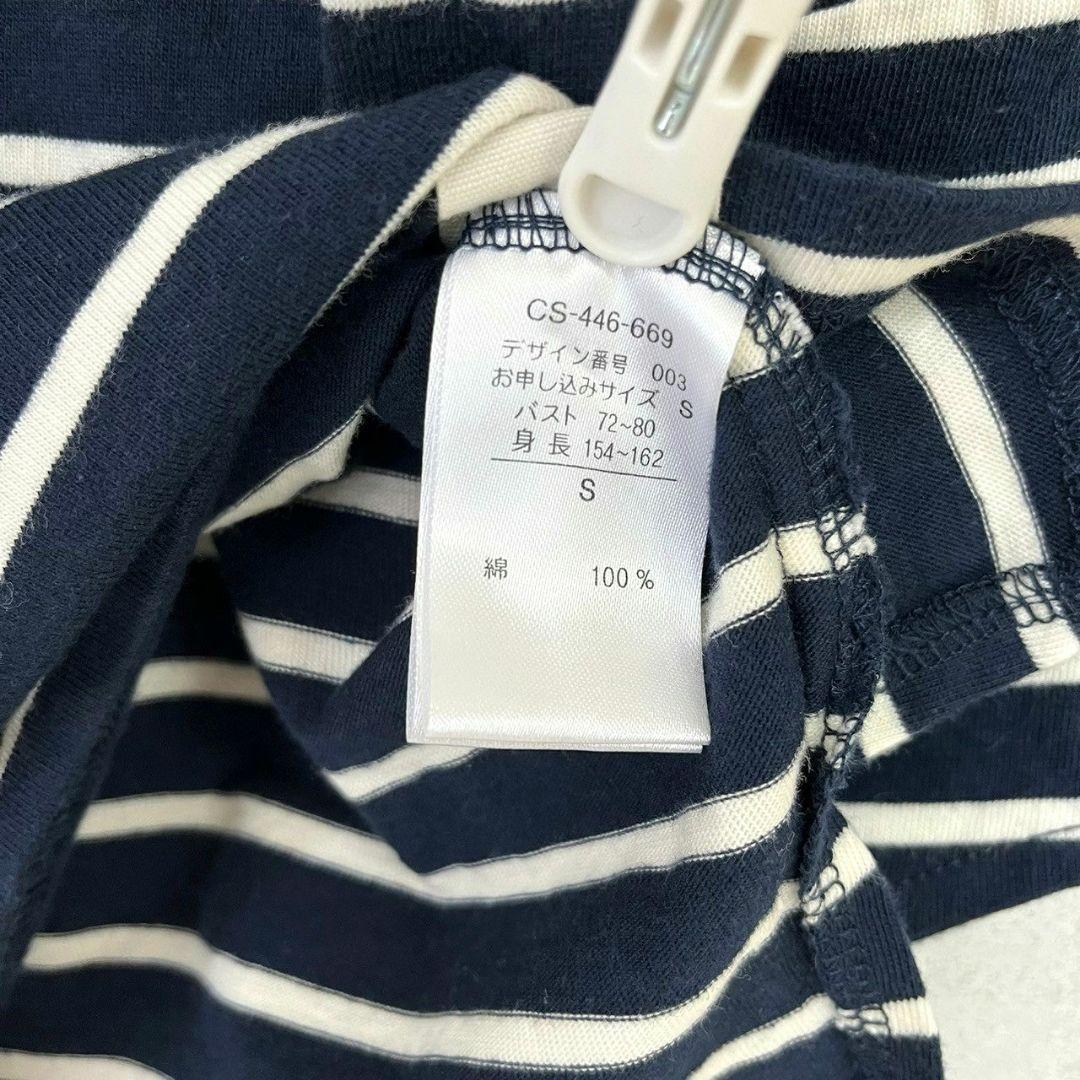 CS-446-669
デザイン番号 003
お申し込みサイズ S
バスト 72~80
身長 154~162
S
綿 100%